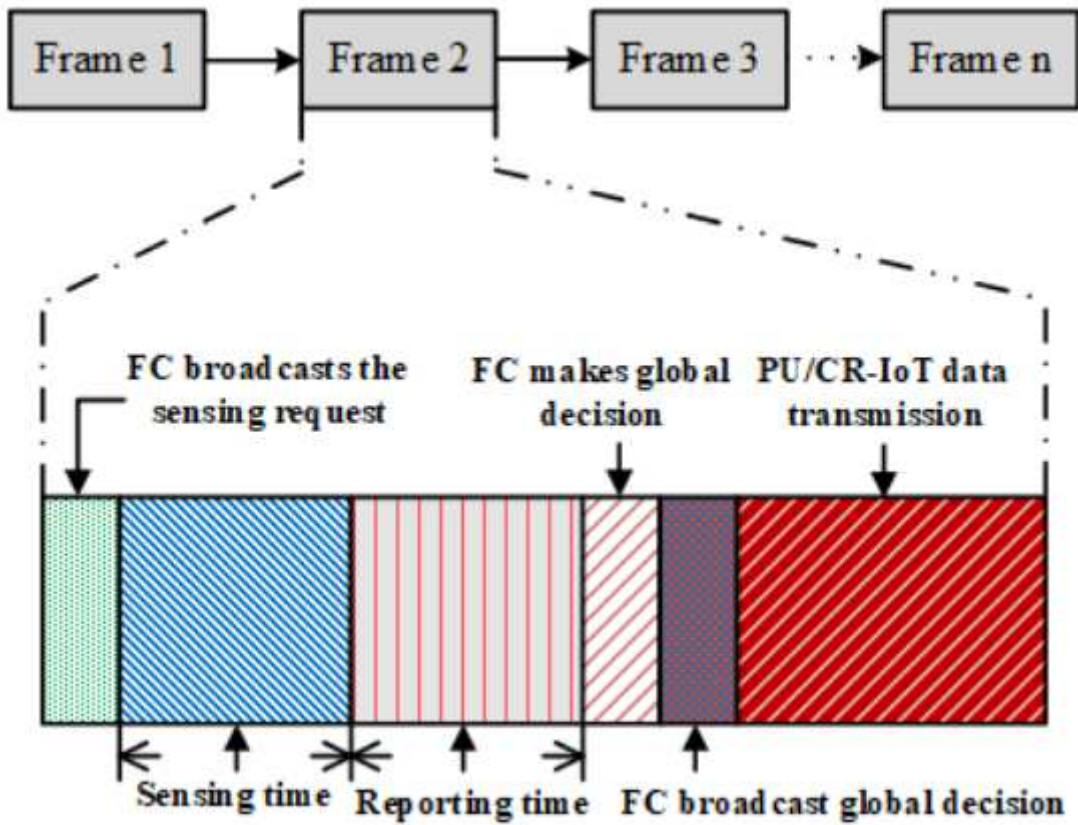 Frame 1
Frame 2
Frame 3
Frame n
FC broadcasts the
sensing request
FC makes global
decision
PU/CR-IoT data
transmission
Sensing time
Reporting time
FC broadcast global decision